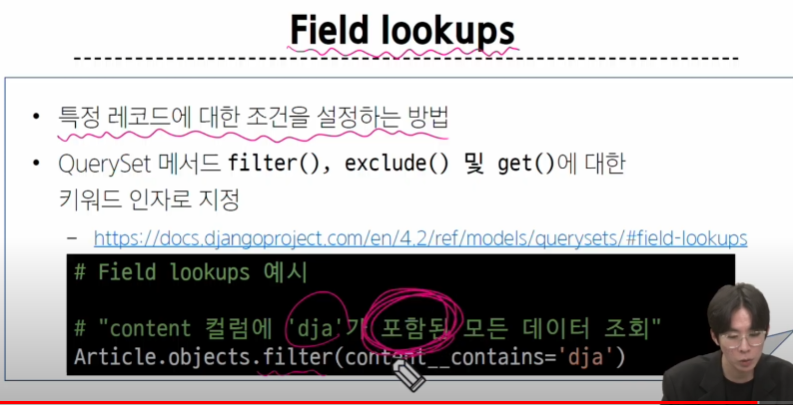 Field lookups
• 특정 레코드에 대한 조건을 설정하는 방법
• QuerySet 메서드 filter(), exclude() 및 get()에 대한
키워드 인자로 지정
– https://docs.djangoproject.com/en/4.2/ref/models/querysets/#field-lookups
# Field lookups 예시
# "content 컬럼에 'dja'가 포함된 모든 데이터 조회"
Article.objects.filter(content__contains='dja')